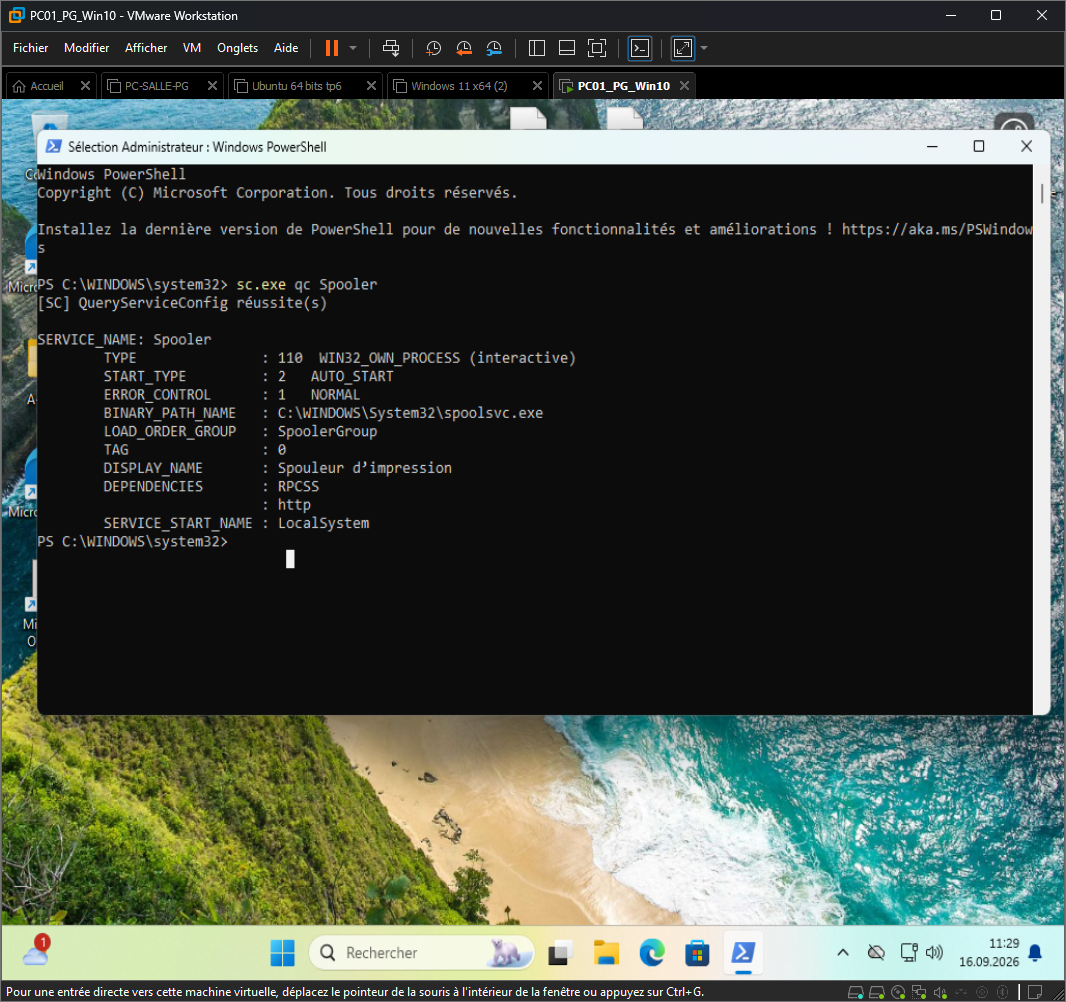 PC01_PG_Win10 - VMware Workstation
Fichier Modifier Afficher VM Onglets Aide
Accueil PC-SALLE-PG Ubuntu 64 bits tp6 Windows 11 x64 (2) PC01_PG_Win10
Sélection Administrateur : Windows PowerShell
Windows PowerShell
Copyright (C) Microsoft Corporation. Tous droits réservés.
Installez la dernière version de PowerShell pour de nouvelles fonctionnalités et améliorations ! https://aka.ms/PSWindow
s
PS C:\WINDOWS\system32> sc.exe qc Spooler
[SC] QueryServiceConfig réussite(s)
SERVICE_NAME: Spooler
TYPE : 110 WIN32_OWN_PROCESS (interactive)
START_TYPE : 2 AUTO_START
ERROR_CONTROL : 1 NORMAL
BINARY_PATH_NAME : C:\WINDOWS\System32\spoolsvc.exe
LOAD_ORDER_GROUP : SpoolerGroup
TAG : 0
DISPLAY_NAME : Spouleur d’impression
DEPENDENCIES : RPCSS
: http
SERVICE_START_NAME : LocalSystem
PS C:\WINDOWS\system32>
1
Rechercher
11:29
16.09.2026
Pour une entrée directe vers cette machine virtuelle, déplacez le pointeur de la souris à l'intérieur de la fenêtre ou appuyez sur Ctrl+G.